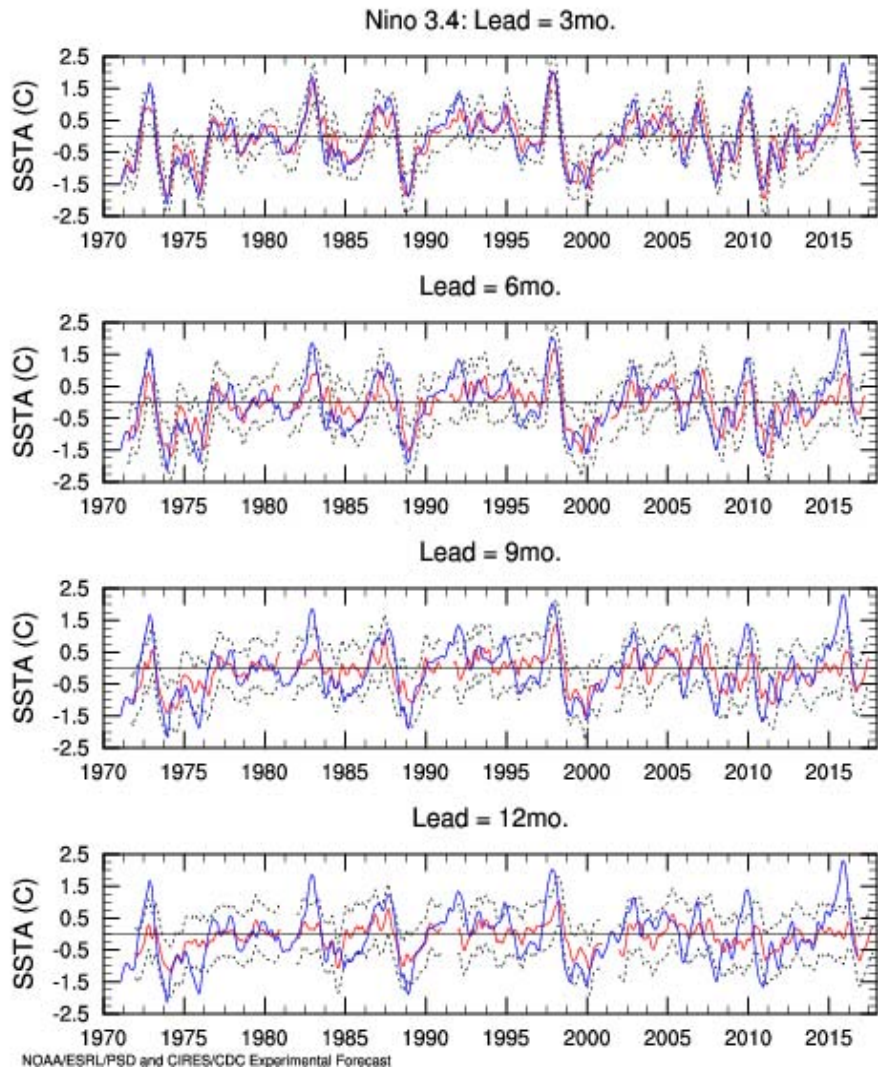 Nino 3.4: Lead = 3mo.
2.5
1.5
0.5
-0.5
-1.5
-2.5
SSTA (C)
1970 1975 1980 1985 1990 1995 2000 2005 2010 2015
Lead = 6mo.
2.5
1.5
0.5
-0.5
-1.5
-2.5
SSTA (C)
1970 1975 1980 1985 1990 1995 2000 2005 2010 2015
Lead = 9mo.
2.5
1.5
0.5
-0.5
-1.5
-2.5
SSTA (C)
1970 1975 1980 1985 1990 1995 2000 2005 2010 2015
Lead = 12mo.
2.5
1.5
0.5
-0.5
-1.5
-2.5
SSTA (C)
1970 1975 1980 1985 1990 1995 2000 2005 2010 2015
NOAA/ESRL/PSD and CIRES/CDC Experimental Forecast